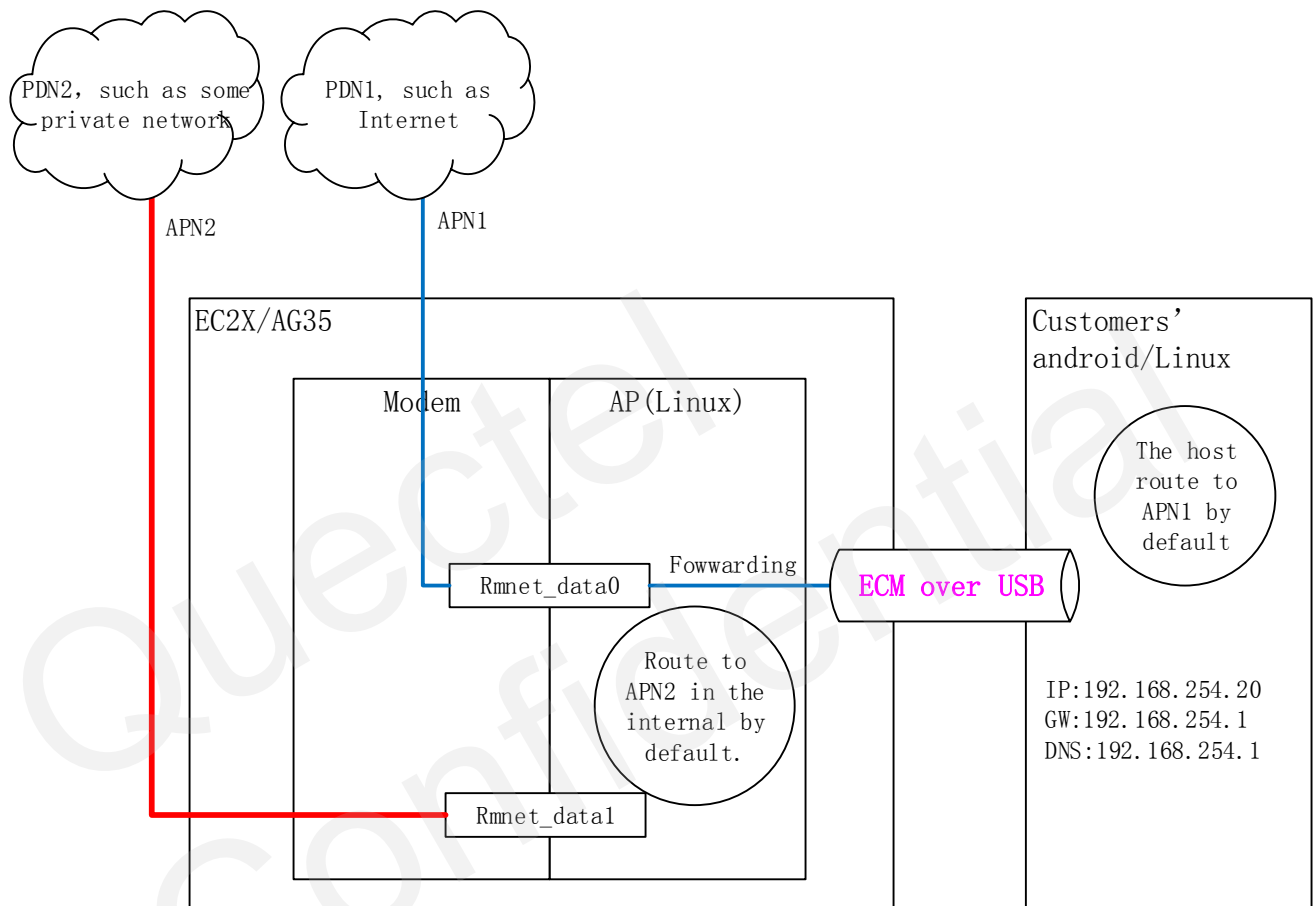 PDN2, such as some
private network
PDN1, such as
Internet
APN2
APN1
EC2X/AG35
Customers’
android/Linux
Modem
AP(Linux)
The host
route to
APN1 by
default
Fowwarding
Rmnet_data0
ECM over USB
Route to
APN2 in the
internal by
default.
IP:192.168.254.20
GW:192.168.254.1
DNS:192.168.254.1
Rmnet_data1
Quectel
Confidential